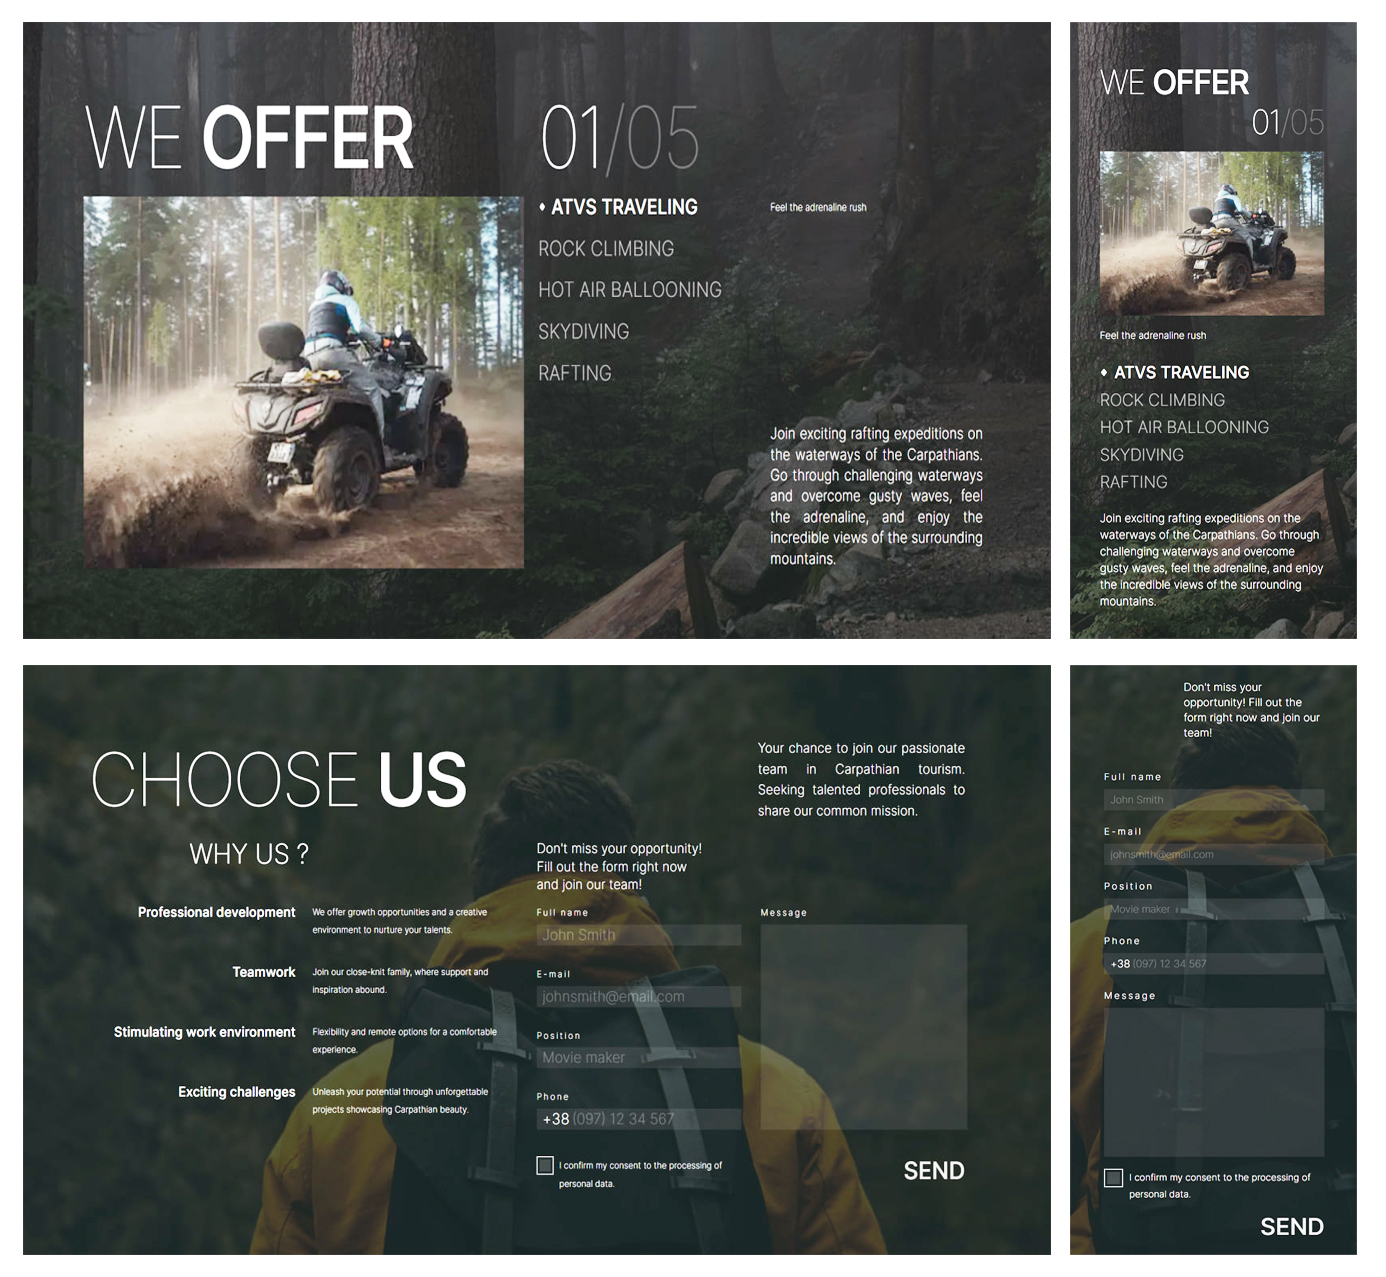 WE OFFER
01/05
ATVS TRAVELING
ROCK CLIMBING
HOT AIR BALLOONING
SKYDIVING
RAFTING
Feel the adrenaline rush
Join exciting rafting expeditions on
the waterways of the Carpathians.
Go through challenging waterways
and overcome gusty waves, feel
the adrenaline, and enjoy the
incredible views of the surrounding
mountains.
WE OFFER
01/05
Feel the adrenaline rush
ATVS TRAVELING
ROCK CLIMBING
HOT AIR BALLOONING
SKYDIVING
RAFTING
Join exciting rafting expeditions on the
waterways of the Carpathians. Go through
challenging waterways and overcome
gusty waves, feel the adrenaline, and enjoy
the incredible views of the surrounding
mountains.
CHOOSE US
WHY US ?
Professional development
We offer growth opportunities and a creative
environment to nurture your talents.
Teamwork
Join our close-knit family, where support and
inspiration abound.
Stimulating work environment
Flexibility and remote options for a comfortable
experience.
Exciting challenges
Unleash your potential through unforgettable
projects showcasing Carpathian beauty.
Your chance to join our passionate
team in Carpathian tourism.
Seeking talented professionals to
share our common mission.
Don't miss your opportunity!
Fill out the form right now
and join our team!
Full name
John Smith
E-mail
johnsmith@email.com
Position
Movie maker
Phone
+38 (097) 12 34 567
Message
I confirm my consent to the processing of
personal data.
SEND
Don't miss your
opportunity! Fill out the
form right now and join our
team!
Full name
John Smith
E-mail
johnsmith@email.com
Position
Movie maker
Phone
+38 (097) 12 34 567
Message
I confirm my consent to the processing of
personal data.
SEND